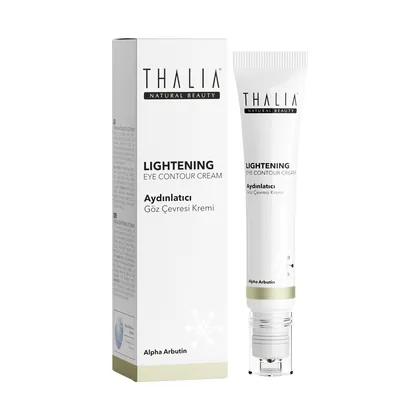 THALIA
NATURAL BEAUTY
LIGHTENING
EYE CONTOUR CREAM
Aydınlatıcı
Göz Çevresi Kremi
Alpha Arbutin
THALIA
NATURAL BEAUTY
LIGHTENING
EYE CONTOUR CREAM
Aydınlatıcı
Göz Çevresi Kremi
Alpha Arbutin